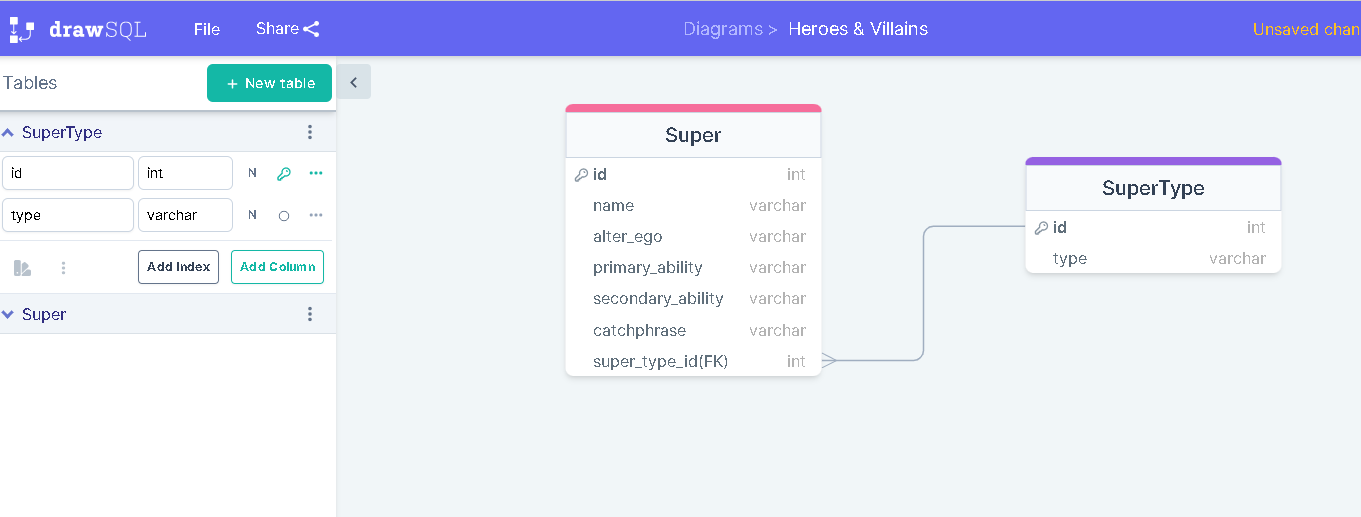 drawSQL File Share Diagrams > Heroes & Villains Unsaved chan
Tables + New table
SuperType
id int N
type varchar N
Add Index Add Column
Super
Super
id int
name varchar
alter_ego varchar
primary_ability varchar
secondary_ability varchar
catchphrase varchar
super_type_id(FK) int
SuperType
id int
type varchar